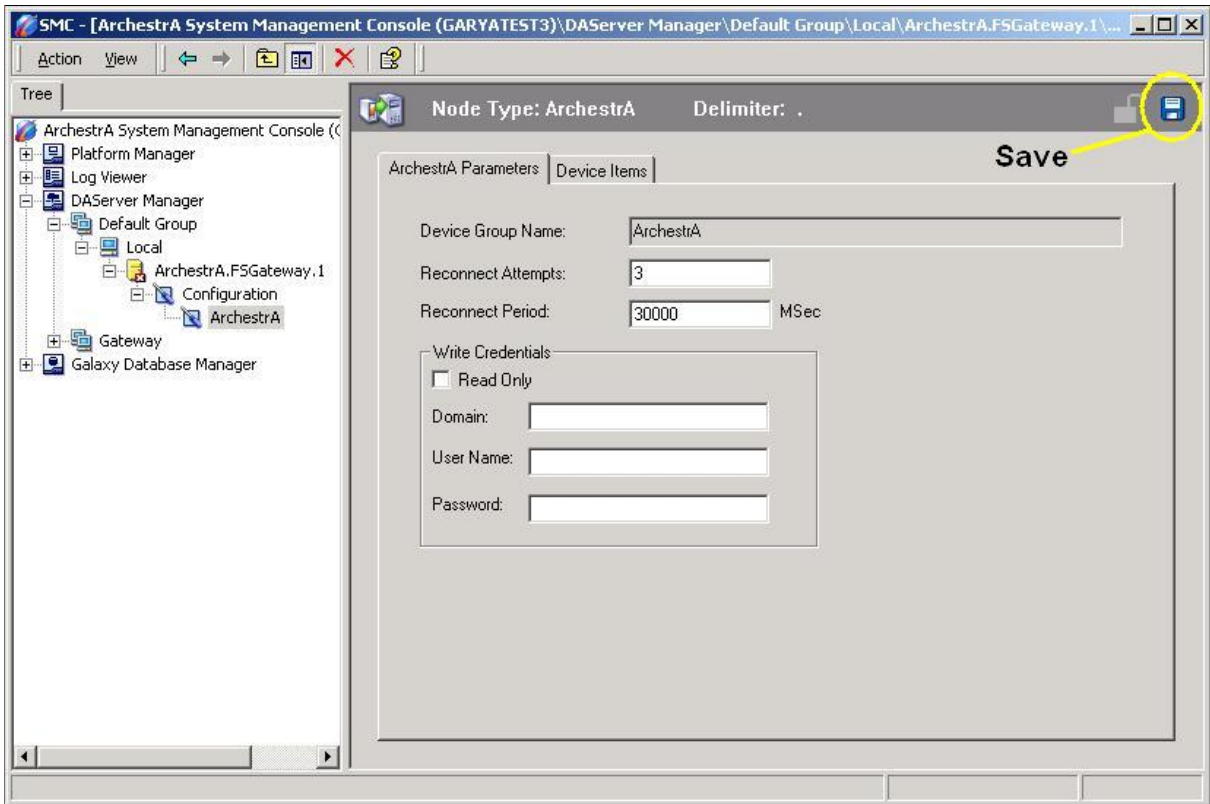 SMC - [ArchestrA System Management Console (GARYATEST3)\DAServer Manager\Default Group\Local\ArchestrA.FSGateway.1\...
Action View
Tree
ArchestrA System Management Console (
Platform Manager
Log Viewer
DAServer Manager
Default Group
Local
ArchestrA.FSGateway.1
Configuration
ArchestrA
Gateway
Galaxy Database Manager
Node Type: ArchestrA Delimiter: .
Save
ArchestrA Parameters Device Items
Device Group Name: ArchestrA
Reconnect Attempts: 3
Reconnect Period: 30000 MSec
Write Credentials
Read Only
Domain:
User Name:
Password: